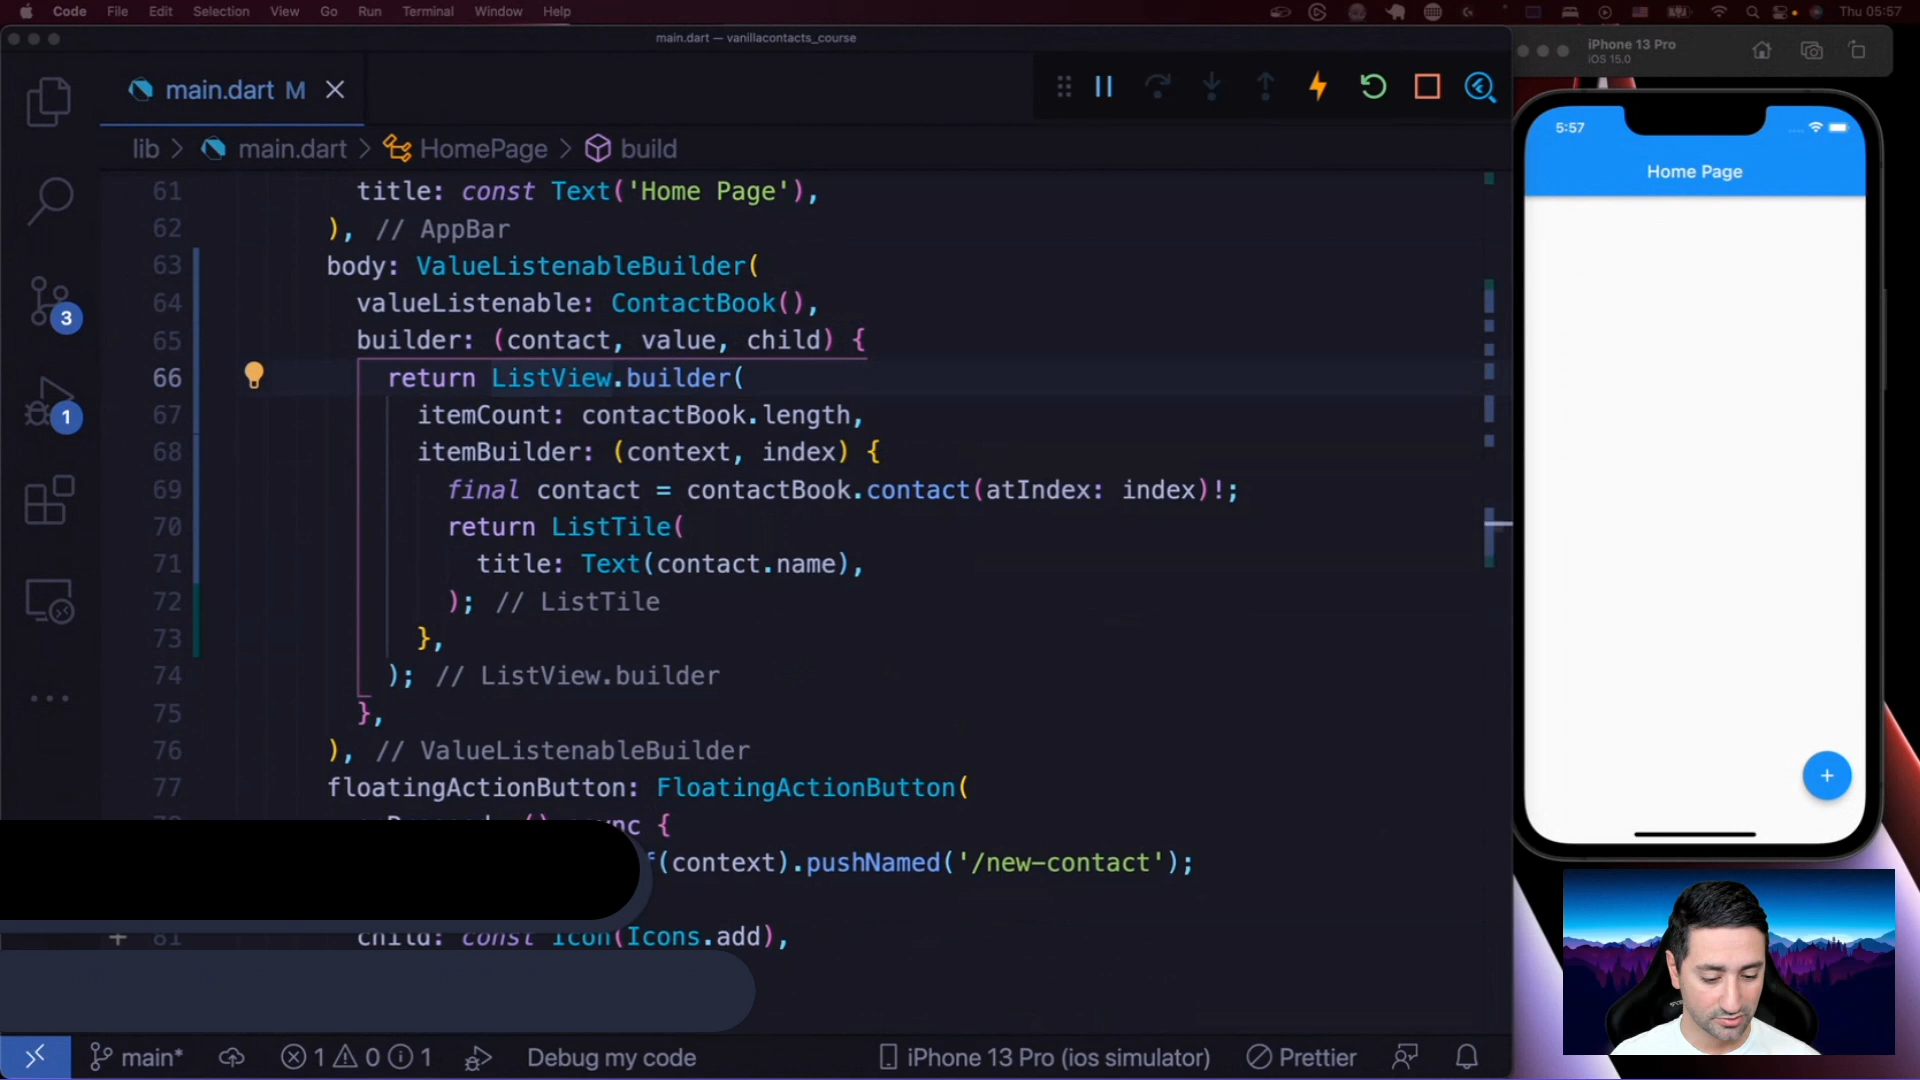 Code File Edit Selection View Go Run Terminal Window Help
Thu 05:57
main.dart — vanillacontacts_course
iPhone 13 Pro
iOS 15.0
main.dart M
lib > main.dart > HomePage > build
5:57
Home Page
61 title: const Text('Home Page'),
62 ), // AppBar
63 body: ValueListenableBuilder(
64 valueListenable: ContactBook(),
65 builder: (contact, value, child) {
66 return ListView.builder(
67 itemCount: contactBook.length,
68 itemBuilder: (context, index) {
69 final contact = contactBook.contact(atIndex: index)!;
70 return ListTile(
71 title: Text(contact.name),
72 ); // ListTile
73 },
74 ); // ListView.builder
75 },
76 ), // ValueListenableBuilder
77 floatingActionButton: FloatingActionButton(
{
(context).pushNamed('/new-contact');
81 child: const Icon(Icons.add),
3
1
main* 1 0 1 Debug my code iPhone 13 Pro (ios simulator) Prettier